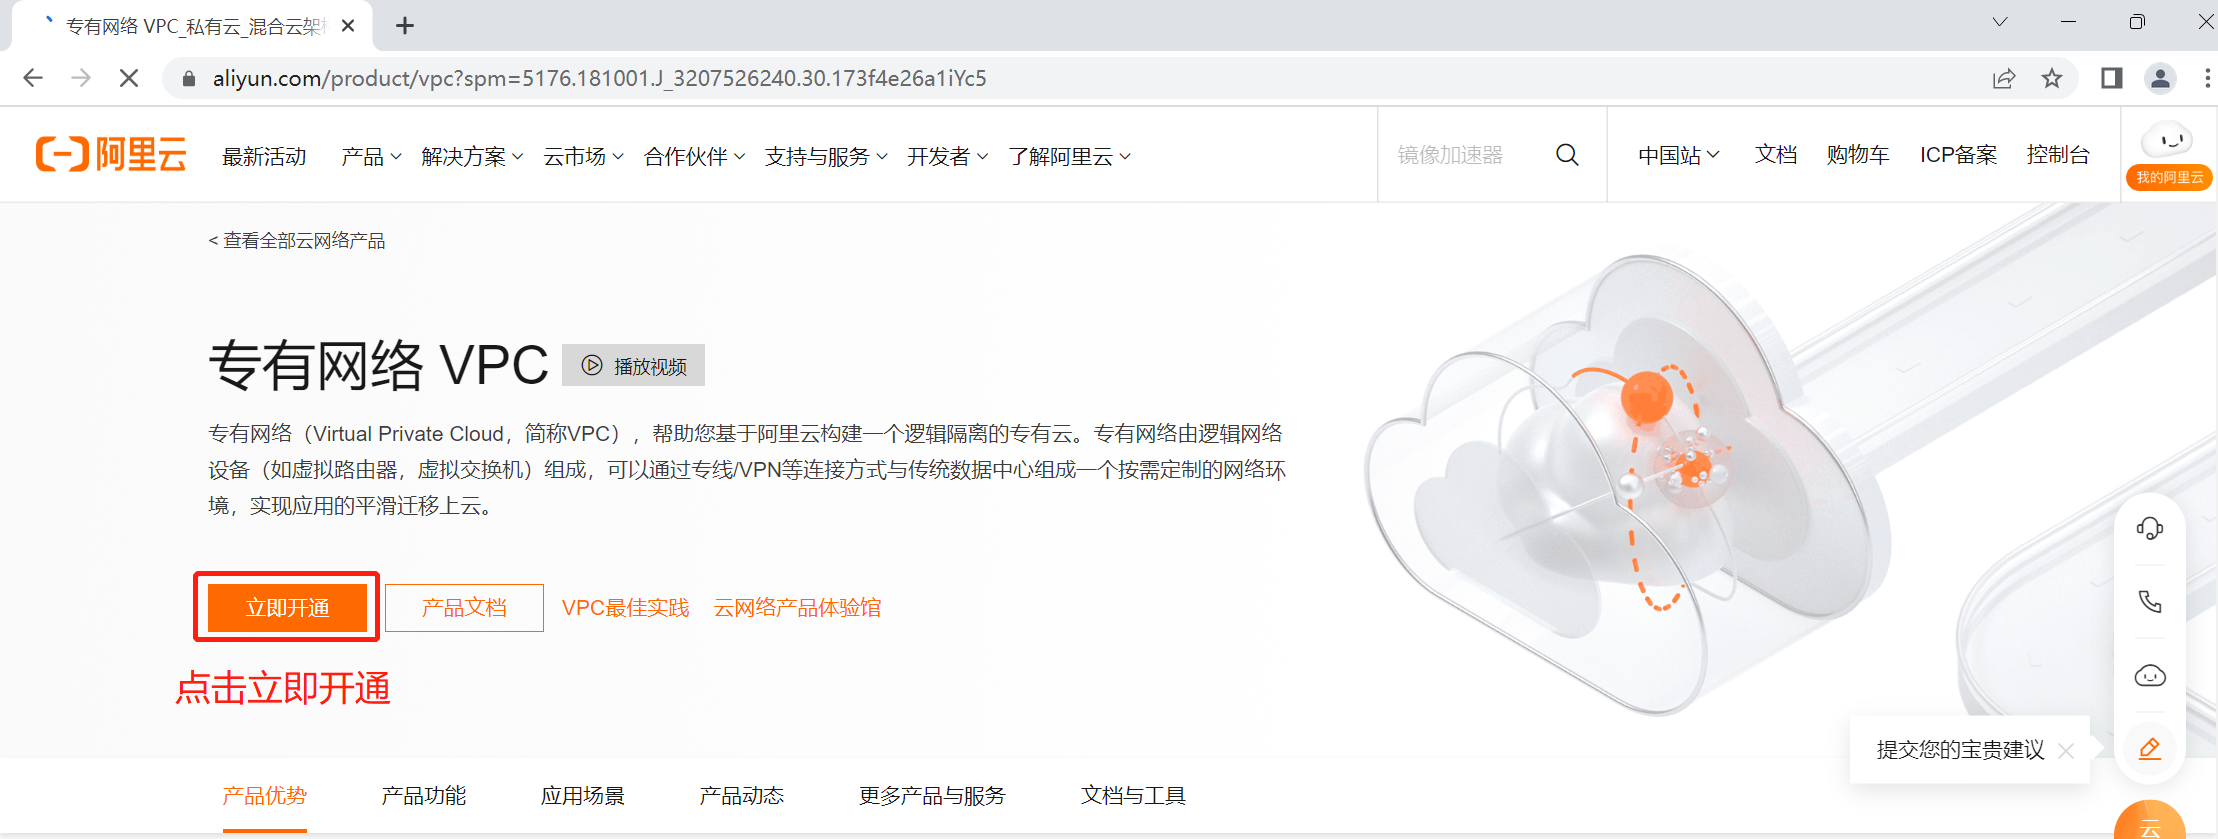 专有网络 VPC_私有云_混合云架
aliyun.com/product/vpc?spm=5176.181001.J_3207526240.30.173f4e26a1iYc5
阿里云
最新活动 产品 解决方案 云市场 合作伙伴 支持与服务 开发者 了解阿里云
镜像加速器
中国站 文档 购物车 ICP备案 控制台
我的阿里云
< 查看全部云网络产品
专有网络 VPC
播放视频
专有网络（Virtual Private Cloud，简称VPC），帮助您基于阿里云构建一个逻辑隔离的专有云。专有网络由逻辑网络
设备（如虚拟路由器，虚拟交换机）组成，可以通过专线/VPN等连接方式与传统数据中心组成一个按需定制的网络环
境，实现应用的平滑迁移上云。
立即开通 产品文档 VPC最佳实践 云网络产品体验馆
点击立即开通
提交您的宝贵建议
产品优势 产品功能 应用场景 产品动态 更多产品与服务 文档与工具
云